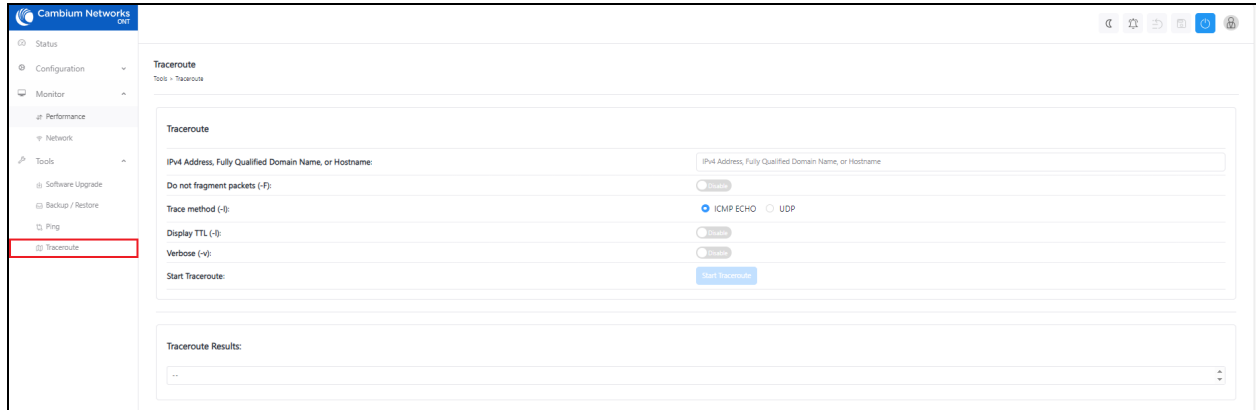 Cambium Networks
ONT
Status
Configuration
Monitor
Performance
Network
Tools
Software Upgrade
Backup / Restore
Ping
Traceroute
Traceroute
Tools > Traceroute
Traceroute
IPv4 Address, Fully Qualified Domain Name, or Hostname: IPv4 Address, Fully Qualified Domain Name, or Hostname
Do not fragment packets (-F): Disable
Trace method (-I): ICMP ECHO UDP
Display TTL (-l): Disable
Verbose (-v): Disable
Start Traceroute: Start Traceroute
Traceroute Results:
--